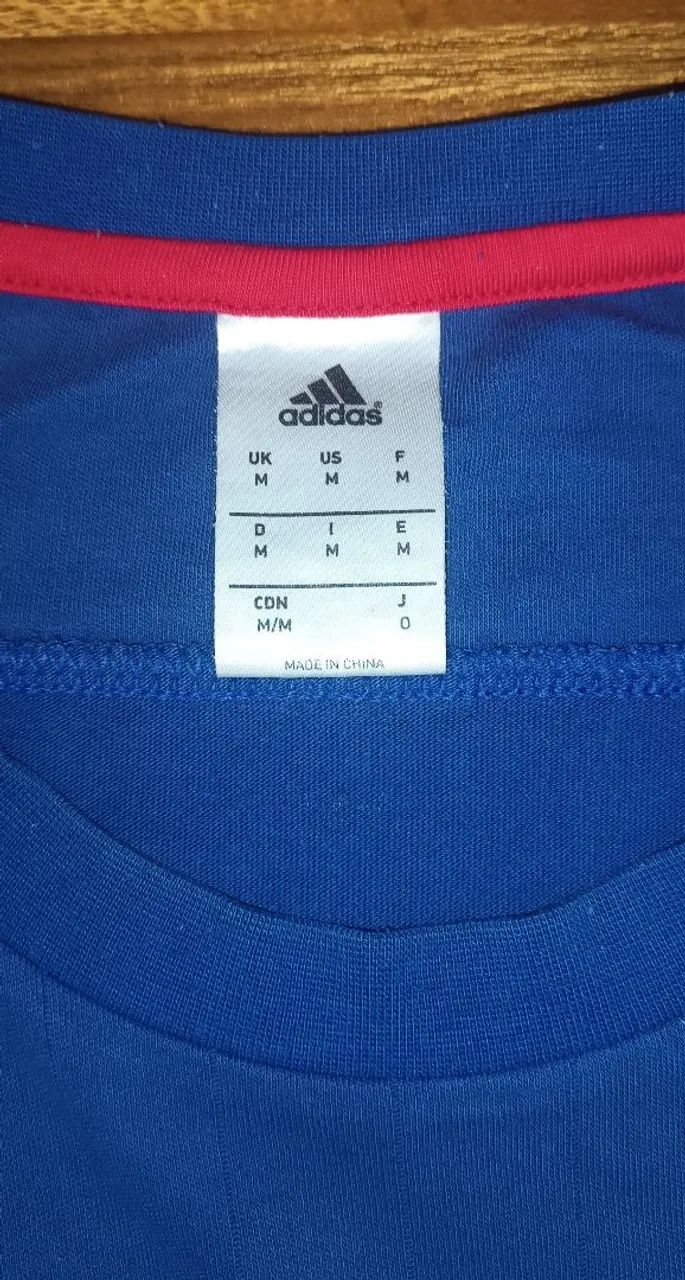 adidas®
UK US F
M M M
D I E
M M M
CDN J
M/M O
MADE IN CHINA